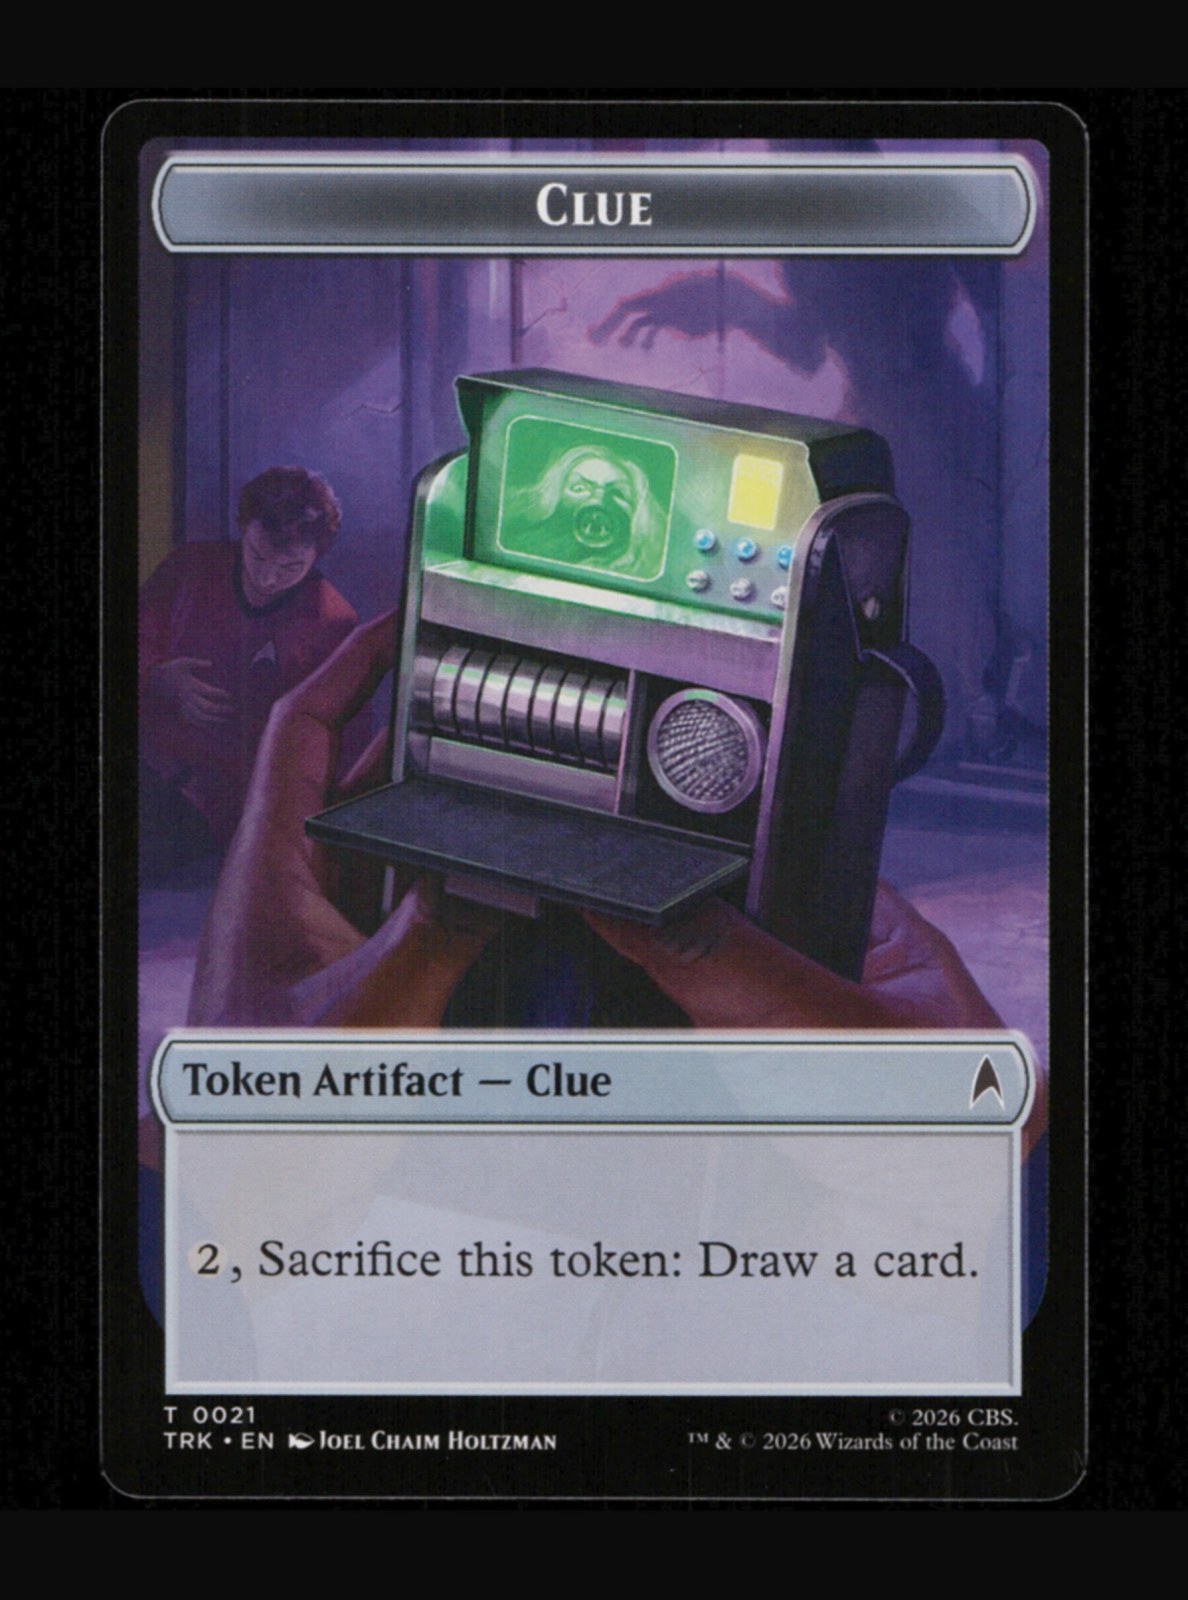 CLUE
Token Artifact — Clue
2, Sacrifice this token: Draw a card.
T 0021
TRK • EN JOEL CHAIM HOLTZMAN
© 2026 CBS.
™ & © 2026 Wizards of the Coast